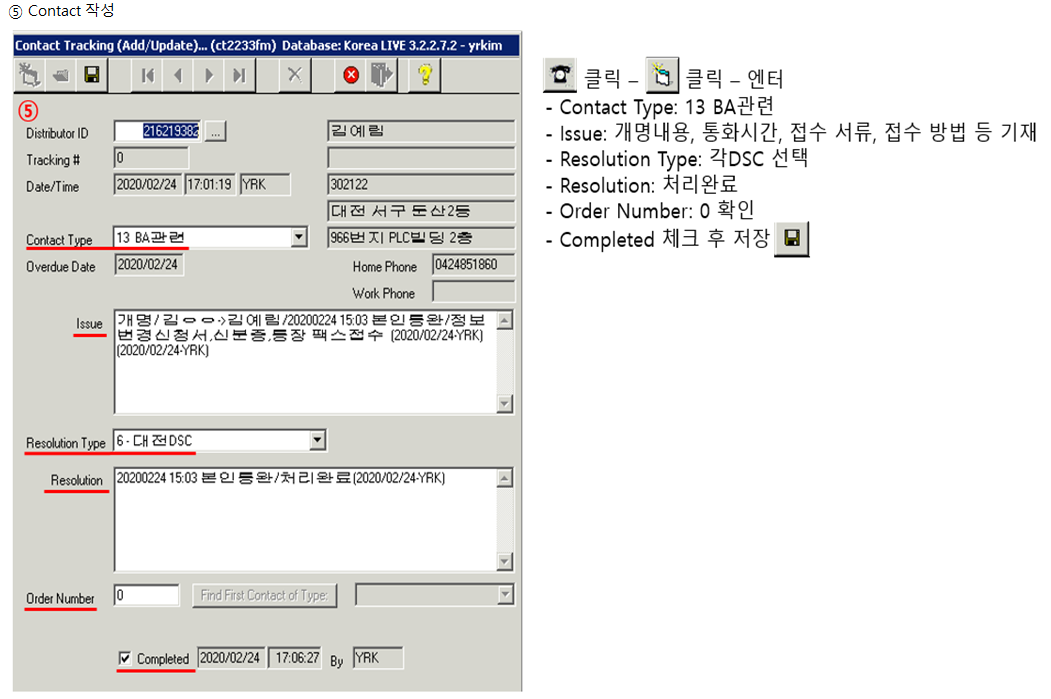 ⑤ Contact 작성
Contact Tracking (Add/Update)... (ct2233fm) Database: Korea LIVE 3.2.2.7.2 - yrkim
⑤
Distributor ID 216219382 ... 김예림
Tracking # 0
Date/Time 2020/02/24 17:01:19 YRK 302122
대전 서구 둔산2동
Contact Type 13 BA관련 966번지 PLC빌딩 2층
Overdue Date 2020/02/24 Home Phone 0424851860
Work Phone
Issue 개명/김ㅇㅇ->김예림/20200224 15:03 본인통완/정보
변경신청서,신분증,통장 팩스접수 (2020/02/24-YRK)
(2020/02/24-YRK)
Resolution Type 6 - 대전DSC
Resolution 20200224 15:03 본인통완/처리완료(2020/02/24-YRK)
Order Number 0 Find First Contact of Type:
Completed 2020/02/24 17:06:27 By YRK
클릭 – 클릭 – 엔터
- Contact Type: 13 BA관련
- Issue: 개명내용, 통화시간, 접수 서류, 접수 방법 등 기재
- Resolution Type: 각DSC 선택
- Resolution: 처리완료
- Order Number: 0 확인
- Completed 체크 후 저장